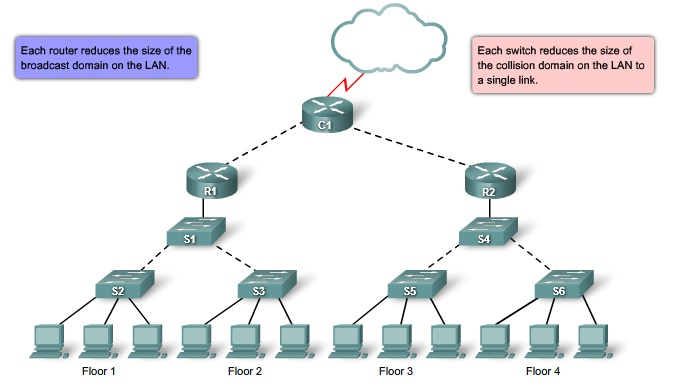 Each router reduces the size of the
broadcast domain on the LAN.
Each switch reduces the size of
the collision domain on the LAN to
a single link.
C1
R1
R2
S1
S4
S2
S3
S5
S6
Floor 1
Floor 2
Floor 3
Floor 4